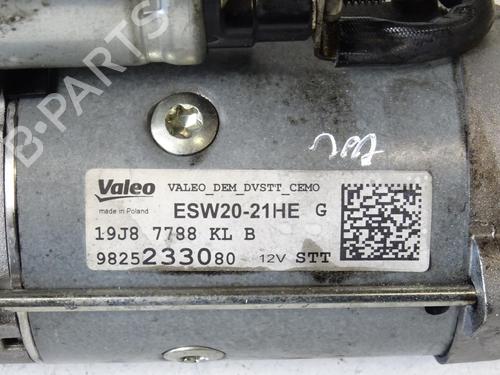 B-PARTS
Valeo VALEO_DEM_DVSTT_CEMO
made in Poland ESW20-21HE G
19J8 7788 KL B
9825233080 12V STT